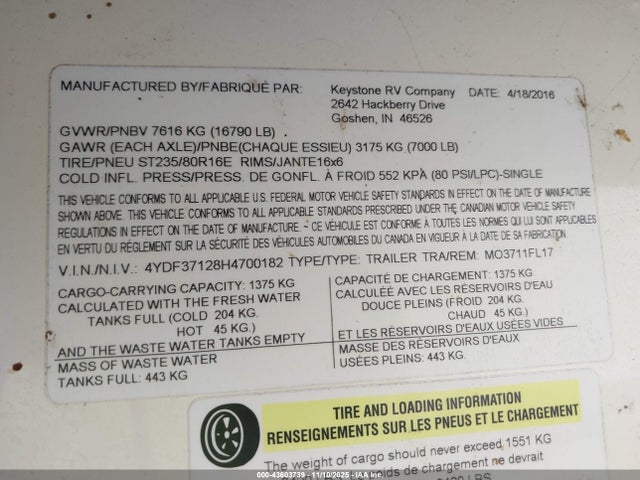 MANUFACTURED BY/FABRIQUÉ PAR: Keystone RV Company DATE: 4/18/2016
2642 Hackberry Drive
Goshen, IN 46526
GVWR/PNBV 7616 KG (16790 LB)
GAWR (EACH AXLE)/PNBE(CHAQUE ESSIEU) 3175 KG (7000 LB)
TIRE/PNEU ST235/80R16E RIMS/JANTE16x6
COLD INFL. PRESS/PRESS. DE GONFL. À FROID 552 KPA (80 PSI/LPC)-SINGLE
THIS VEHICLE CONFORMS TO ALL APPLICABLE U.S. FEDERAL MOTOR VEHICLE SAFETY STANDARDS IN EFFECT ON THE DATE OF MANUFACTURE
SHOWN ABOVE. THIS VEHICLE CONFORMS TO ALL APPLICABLE STANDARDS PRESCRIBED UNDER THE CANADIAN MOTOR VEHICLE SAFETY
REGULATIONS IN EFFECT ON THE DATE OF MANUFACTURE - CE VÉHICULE EST CONFORME À TOUTES LES NORMES QUI LUI SONT APPLICABLES
EN VERTU DU RÉGLEMENT SUR LA SÉCURITÉ DES VÉHICULES AUTOMOBILES DU CANADA EN VIGUEUR À LA DATE DE SA FABRICATION
V.I.N./N.I.V.: 4YDF37128H4700182 TYPE/TYPE: TRAILER TRA/REM: MO3711FL17
CARGO-CARRYING CAPACITY: 1375 KG
CALCULATED WITH THE FRESH WATER
TANKS FULL (COLD 204 KG.
HOT 45 KG.)
AND THE WASTE WATER TANKS EMPTY
MASS OF WASTE WATER
TANKS FULL: 443 KG
CAPACITÉ DE CHARGEMENT: 1375 KG
CALCULÉE AVEC LES RÉSERVOIRS D'EAU
DOUCE PLEINS (FROID 204 KG.
CHAUD 45 KG.)
ET LES RÉSERVOIRS D'EAUX USÉES VIDES
MASSE DES RÉSERVOIRS D'EAUX
USÉES PLEINS: 443 KG.
TIRE AND LOADING INFORMATION
RENSEIGNEMENTS SUR LES PNEUS ET LE CHARGEMENT
The weight of cargo should never exceed 1551 KG
poids de chargement ne devrait
LBS
000-43603739 - 11/10/2025 - IAAHDV